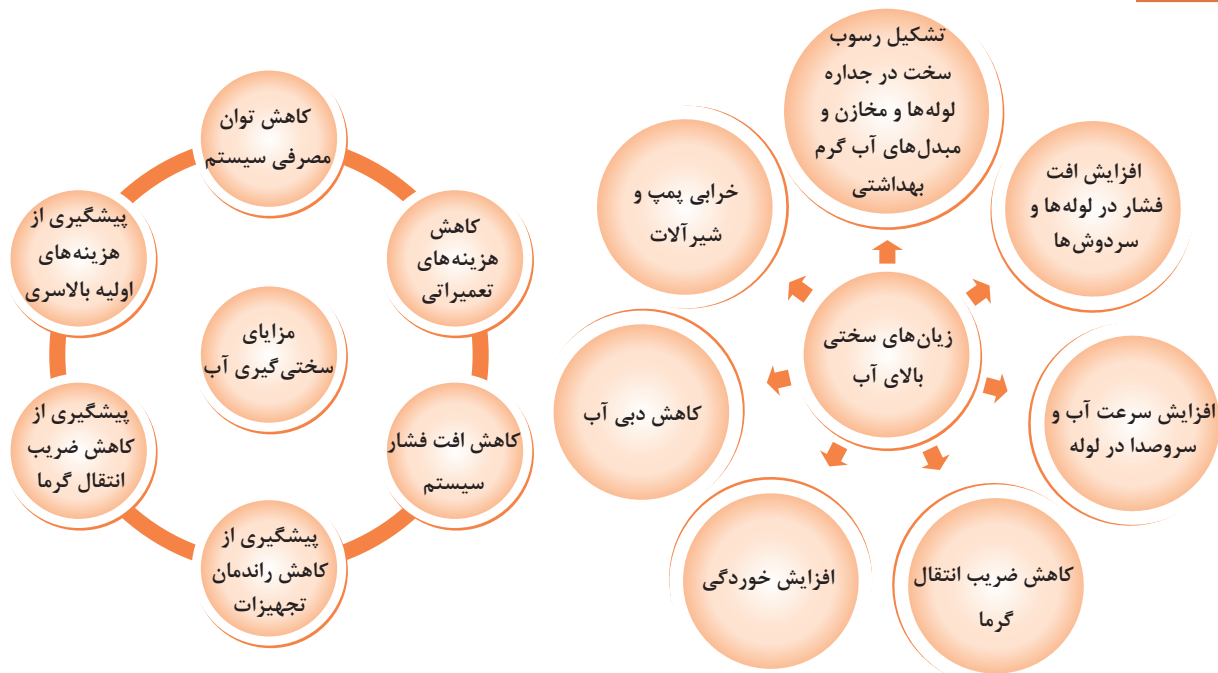 تشکیل رسوب
سخت در جداره
لوله‌ها و مخازن و
مبدل‌های آب گرم
بهداشتی
افزایش افت
فشار در لوله‌ها و
سردوش‌ها
افزایش سرعت آب و
سروصدا در لوله
کاهش ضریب انتقال
گرما
افزایش خوردگی
کاهش دبی آب
خرابی پمپ و
شیرآلات
زیان‌های سختی
بالای آب
کاهش توان
مصرفی سیستم
کاهش
هزینه‌های
تعمیراتی
کاهش افت فشار
سیستم
پیشگیری از
کاهش راندمان
تجهیزات
پیشگیری از
کاهش ضریب
انتقال گرما
پیشگیری از
هزینه‌های
اولیه بالاسری
مزایای
سختی‌گیری آب